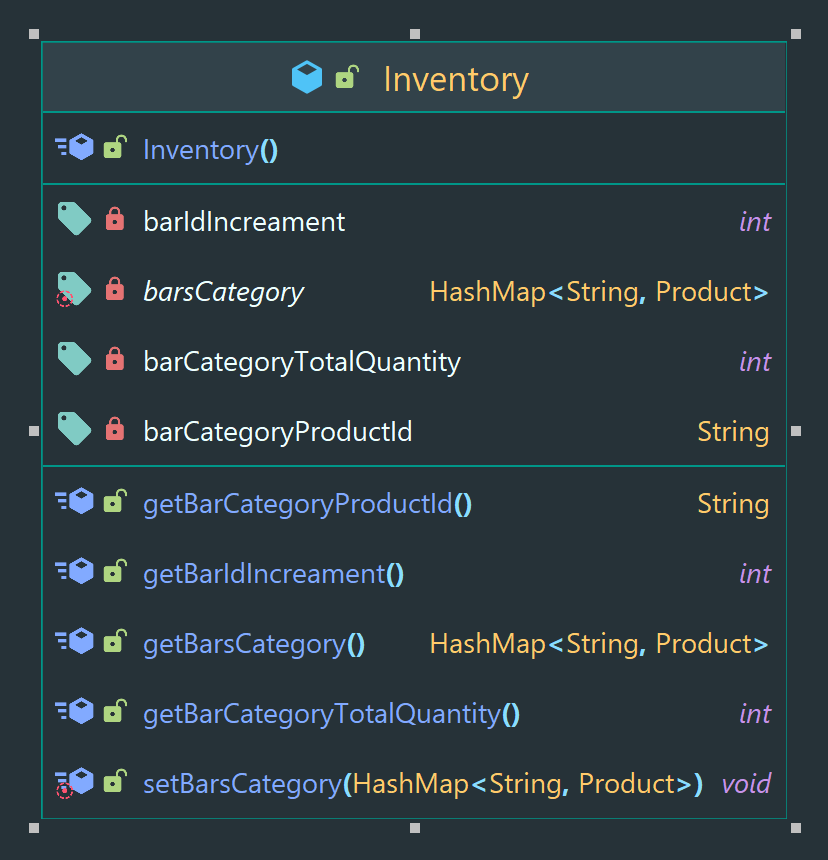 Inventory
Inventory()
barIdIncreament int
barsCategory HashMap<String, Product>
barCategoryTotalQuantity int
barCategoryProductId String
getBarCategoryProductId() String
getBarIdIncreament() int
getBarsCategory() HashMap<String, Product>
getBarCategoryTotalQuantity() int
setBarsCategory(HashMap<String, Product>) void